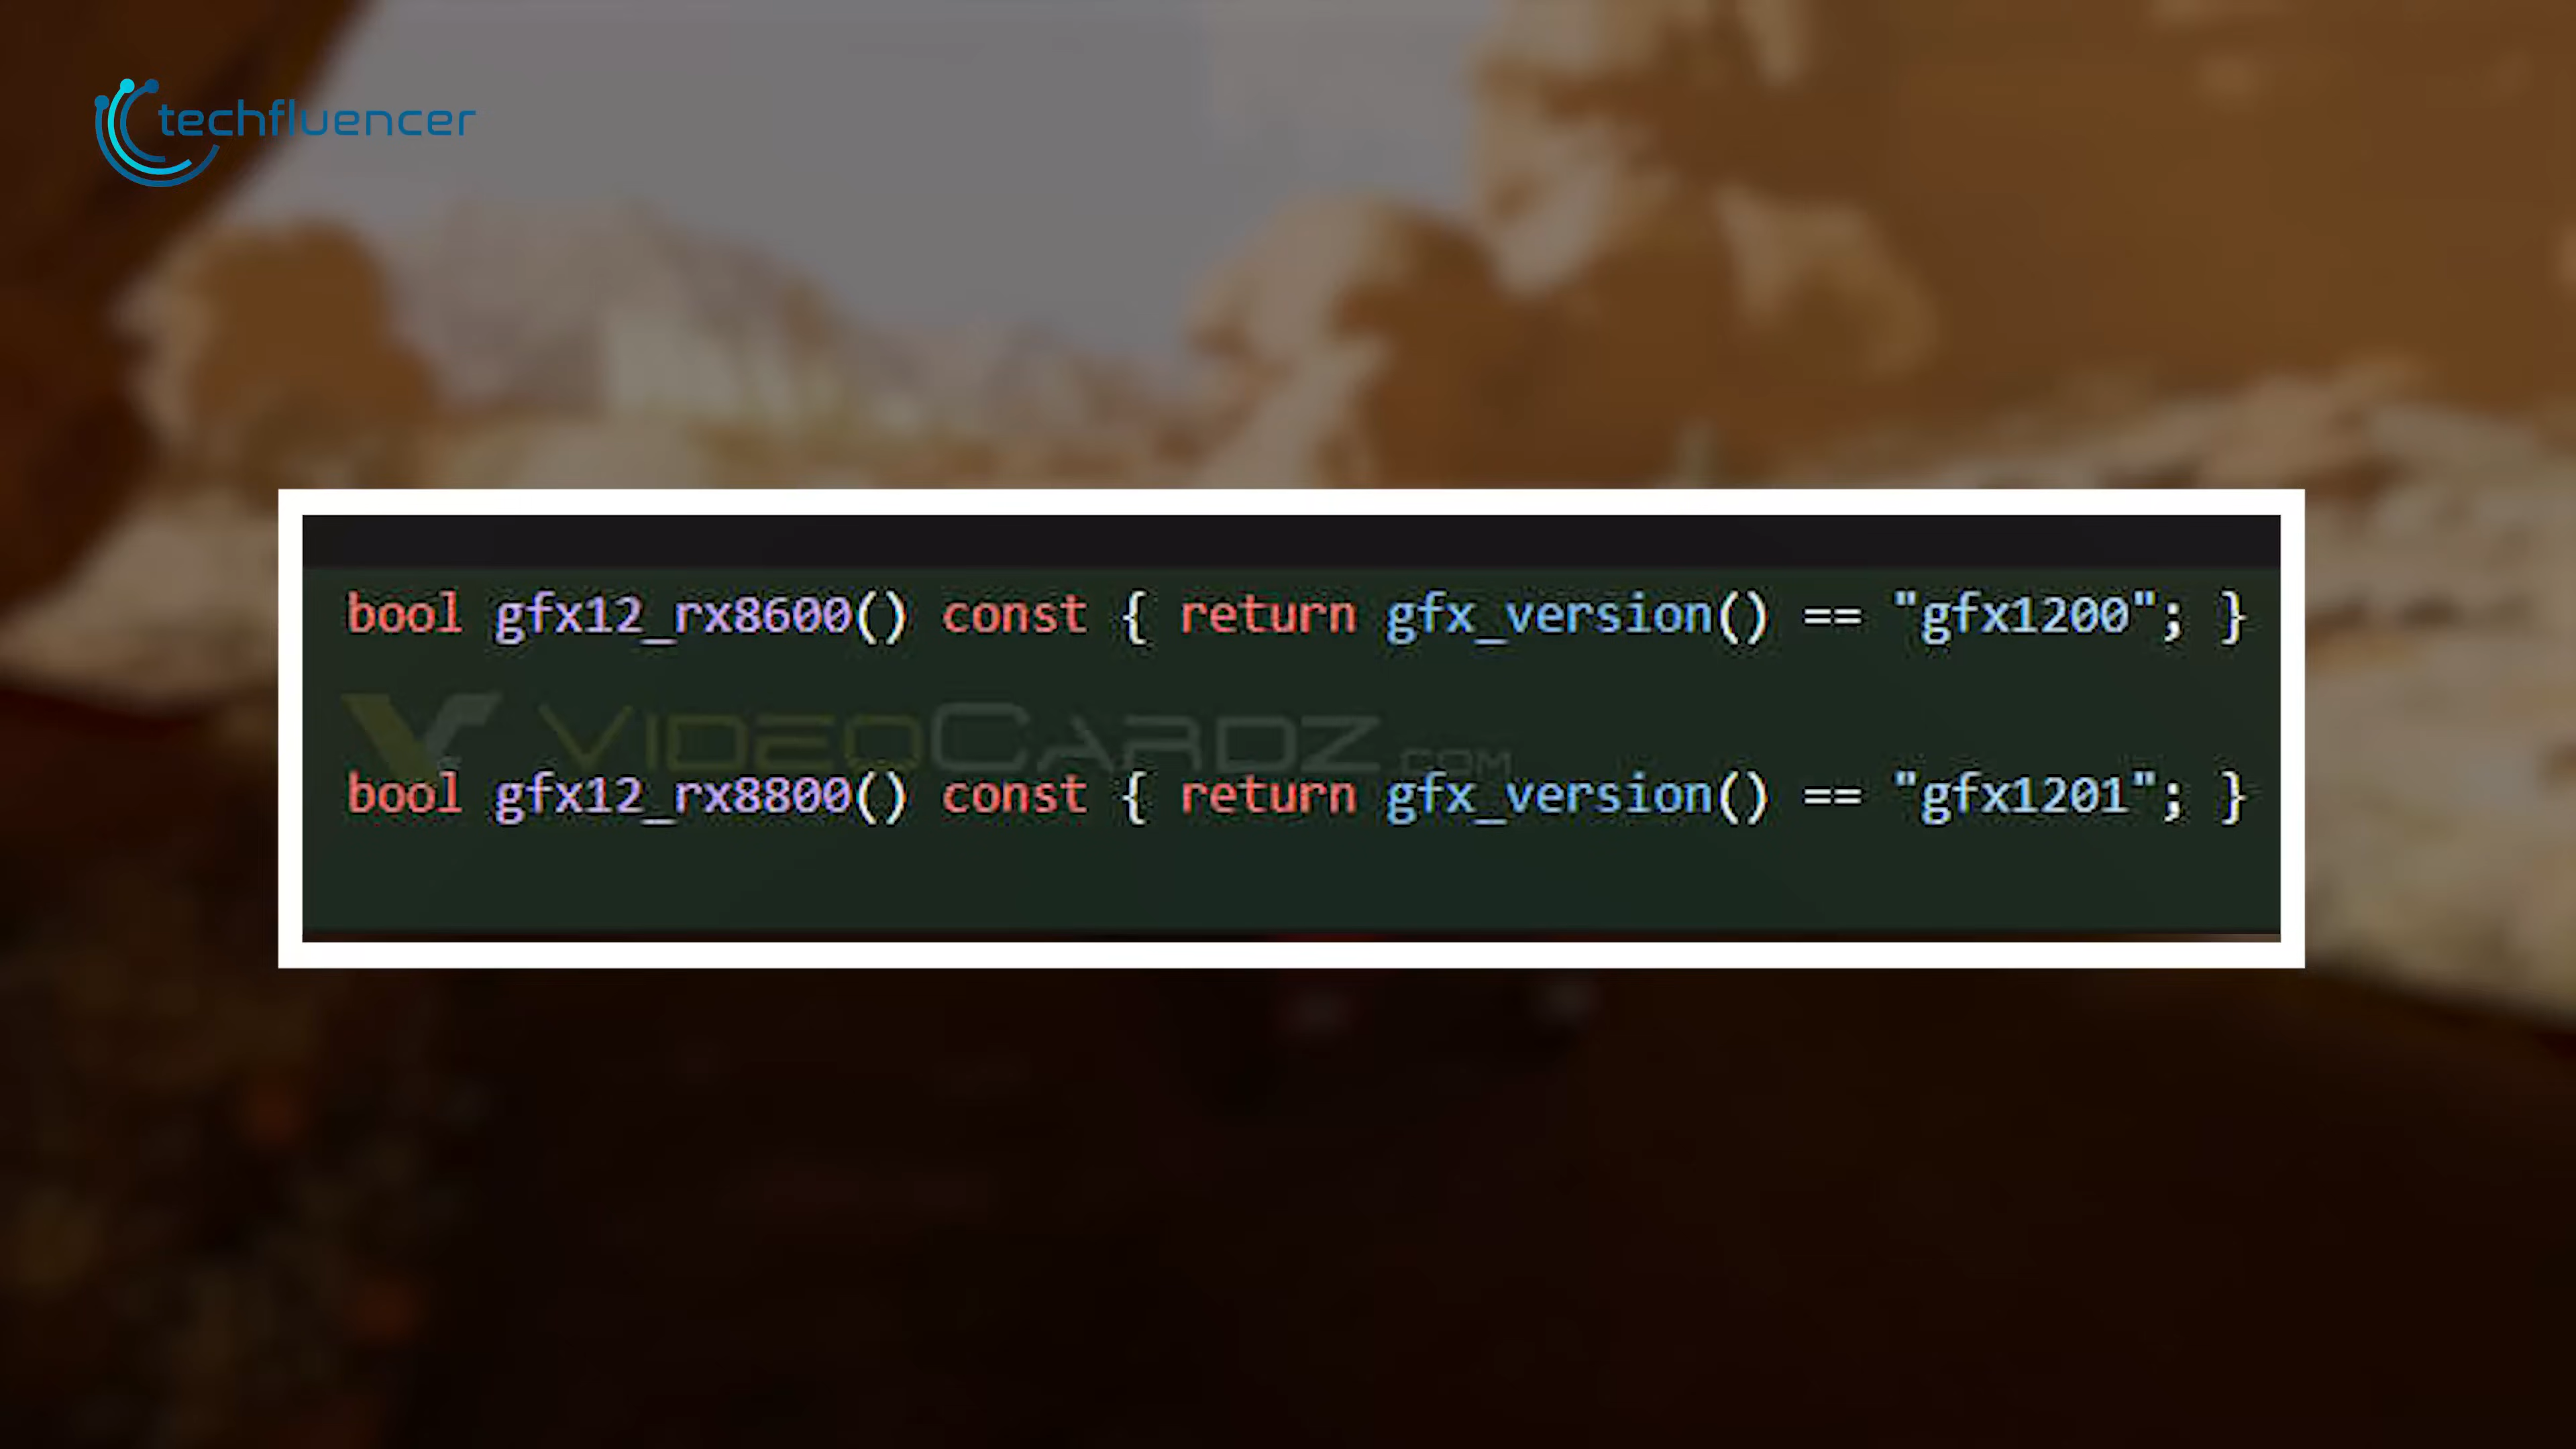 techfluencer
bool gfx12_rx8600() const { return gfx_version() == "gfx1200"; }
VIDEOCARDZ.COM
bool gfx12_rx8800() const { return gfx_version() == "gfx1201"; }